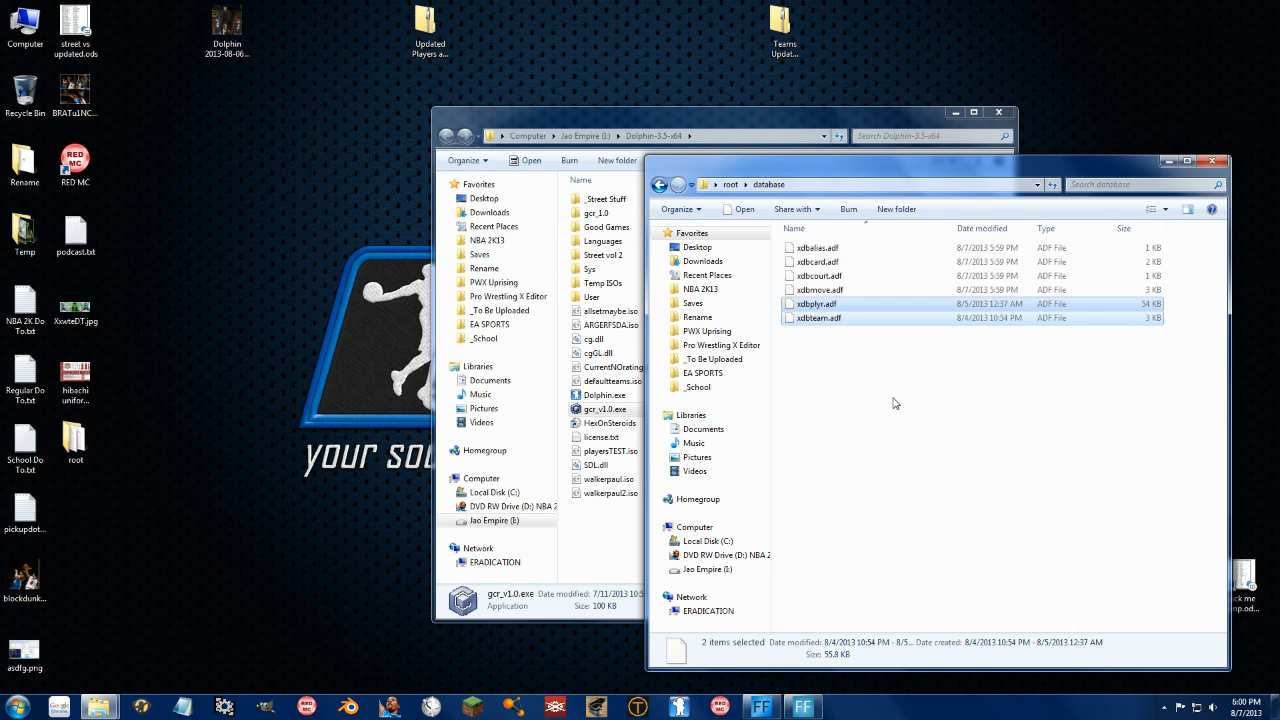 Computer
street vs
updated.ods
Dolphin
2013-08-06...
Updated
Players a...
Teams
Updat...
Recycle Bin
BRATu1NC...
Rename
RED
MC
RED MC
Temp
podcast.txt
NBA 2K Do
To.txt
XxwteDT.jpg
Regular Do
To.txt
hibachi
unifor...
School Do
To.txt
root
pickupdot...
blockdunk...
asdfg.png
your sou
Computer
Jao Empire (I:)
Dolphin-3.5-x64
Search Dolphin-3.5-x64
Organize
Open
Burn
New folder
Favorites
Desktop
Downloads
Recent Places
NBA 2K13
Saves
Rename
PWX Uprising
Pro Wrestling X Editor
_To Be Uploaded
EA SPORTS
_School
Libraries
Documents
Music
Pictures
Videos
Homegroup
Computer
Local Disk (C:)
DVD RW Drive (D:) NBA 2
Jao Empire (I:)
Network
ERADICATION
Name
_Street Stuff
gcr_1.0
Good Games
Languages
Street vol 2
Sys
Temp ISOs
User
allsetmaybe.iso
ARGERFSDA.iso
cg.dll
cgGL.dll
CurrentNOrating
defaultteams.iso
Dolphin.exe
gcr_v1.0.exe
HexOnSteroids
license.txt
playersTEST.iso
SDL.dll
walkerpaul.iso
walkerpaul2.iso
gcr_v1.0.exe Date modified: 7/11/2013 10:5
Application Size: 100 KB
root
database
Search database
Organize
Open
Share with
Burn
New folder
Favorites
Desktop
Downloads
Recent Places
NBA 2K13
Saves
Rename
PWX Uprising
Pro Wrestling X Editor
_To Be Uploaded
EA SPORTS
_School
Libraries
Documents
Music
Pictures
Videos
Homegroup
Computer
Local Disk (C:)
DVD RW Drive (D:) NBA 2
Jao Empire (I:)
Network
ERADICATION
Name Date modified Type Size
xdbalias.adf 8/7/2013 5:59 PM ADF File 1 KB
xdbcard.adf 8/7/2013 5:59 PM ADF File 2 KB
xdbcourt.adf 8/7/2013 5:59 PM ADF File 1 KB
xdbmove.adf 8/7/2013 5:59 PM ADF File 3 KB
xdbplyr.adf 8/5/2013 12:37 AM ADF File 54 KB
xdbteam.adf 8/4/2013 10:54 PM ADF File 3 KB
2 items selected Date modified: 8/4/2013 10:54 PM - 8/5... Date created: 8/4/2013 10:54 PM - 8/5/2013 12:37 AM
Size: 55.8 KB
ick me
mp.od...
Google
RED
MC
RED
MC
FF
FF
6:00 PM
8/7/2013